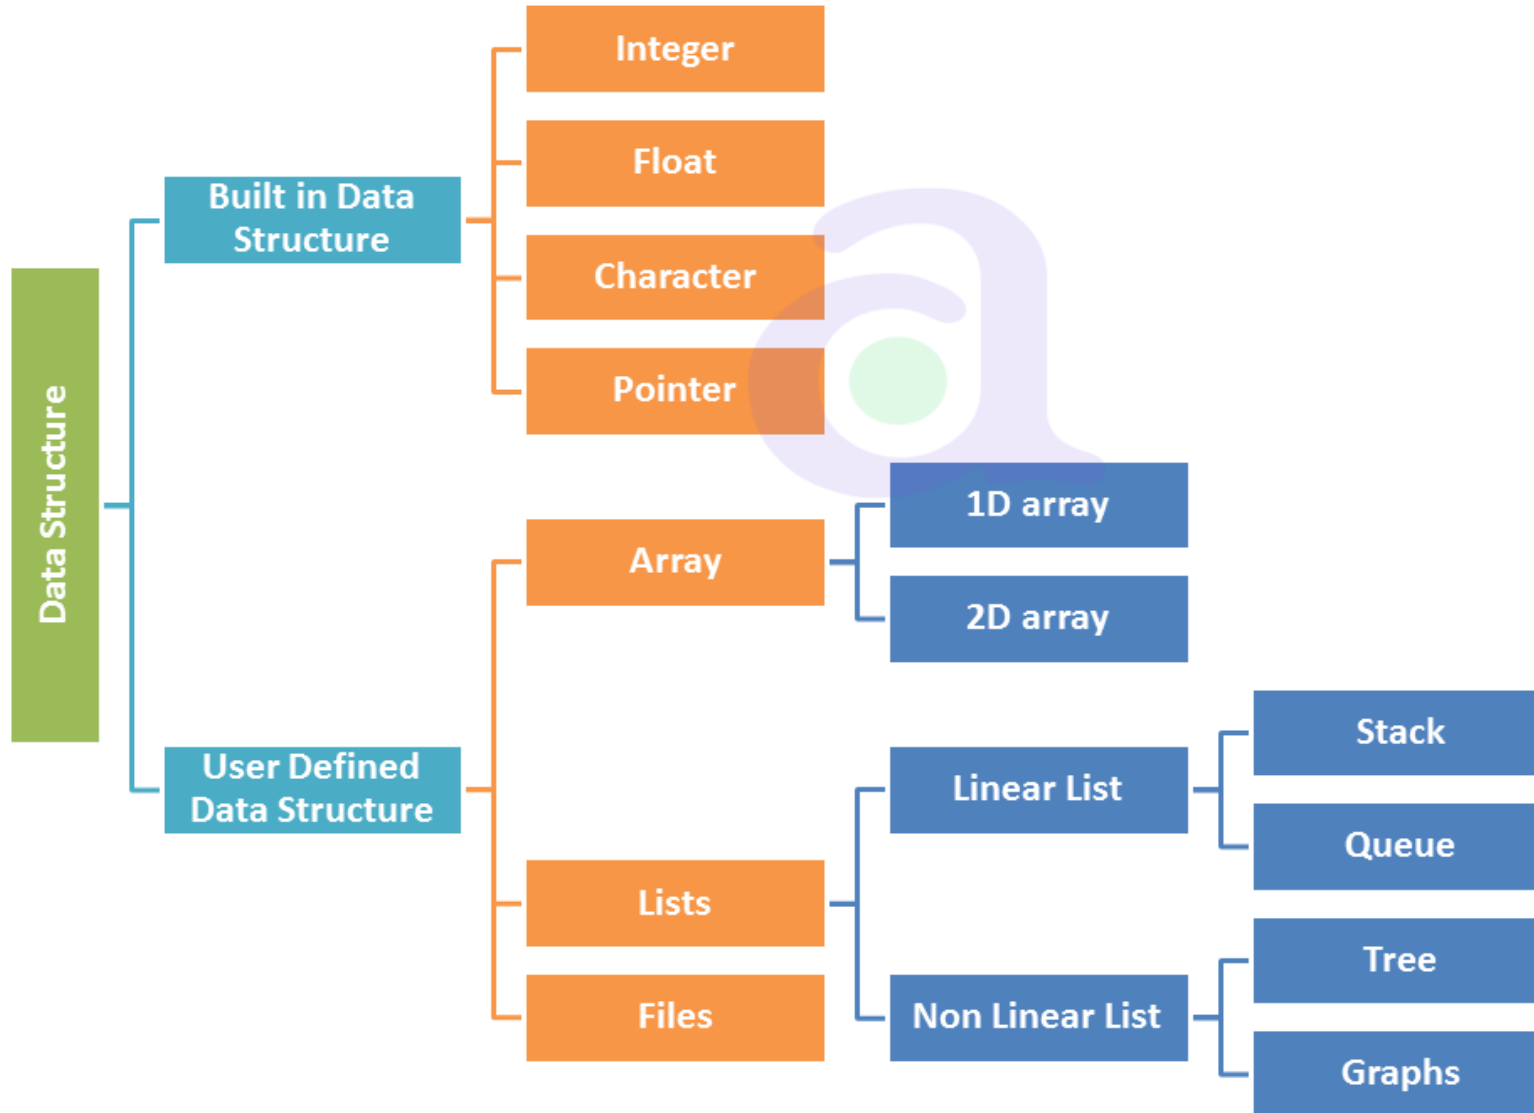 Data Structure
Built in Data
Structure
Integer
Float
Character
Pointer
User Defined
Data Structure
Array
1D array
2D array
Lists
Linear List
Stack
Queue
Non Linear List
Tree
Graphs
Files